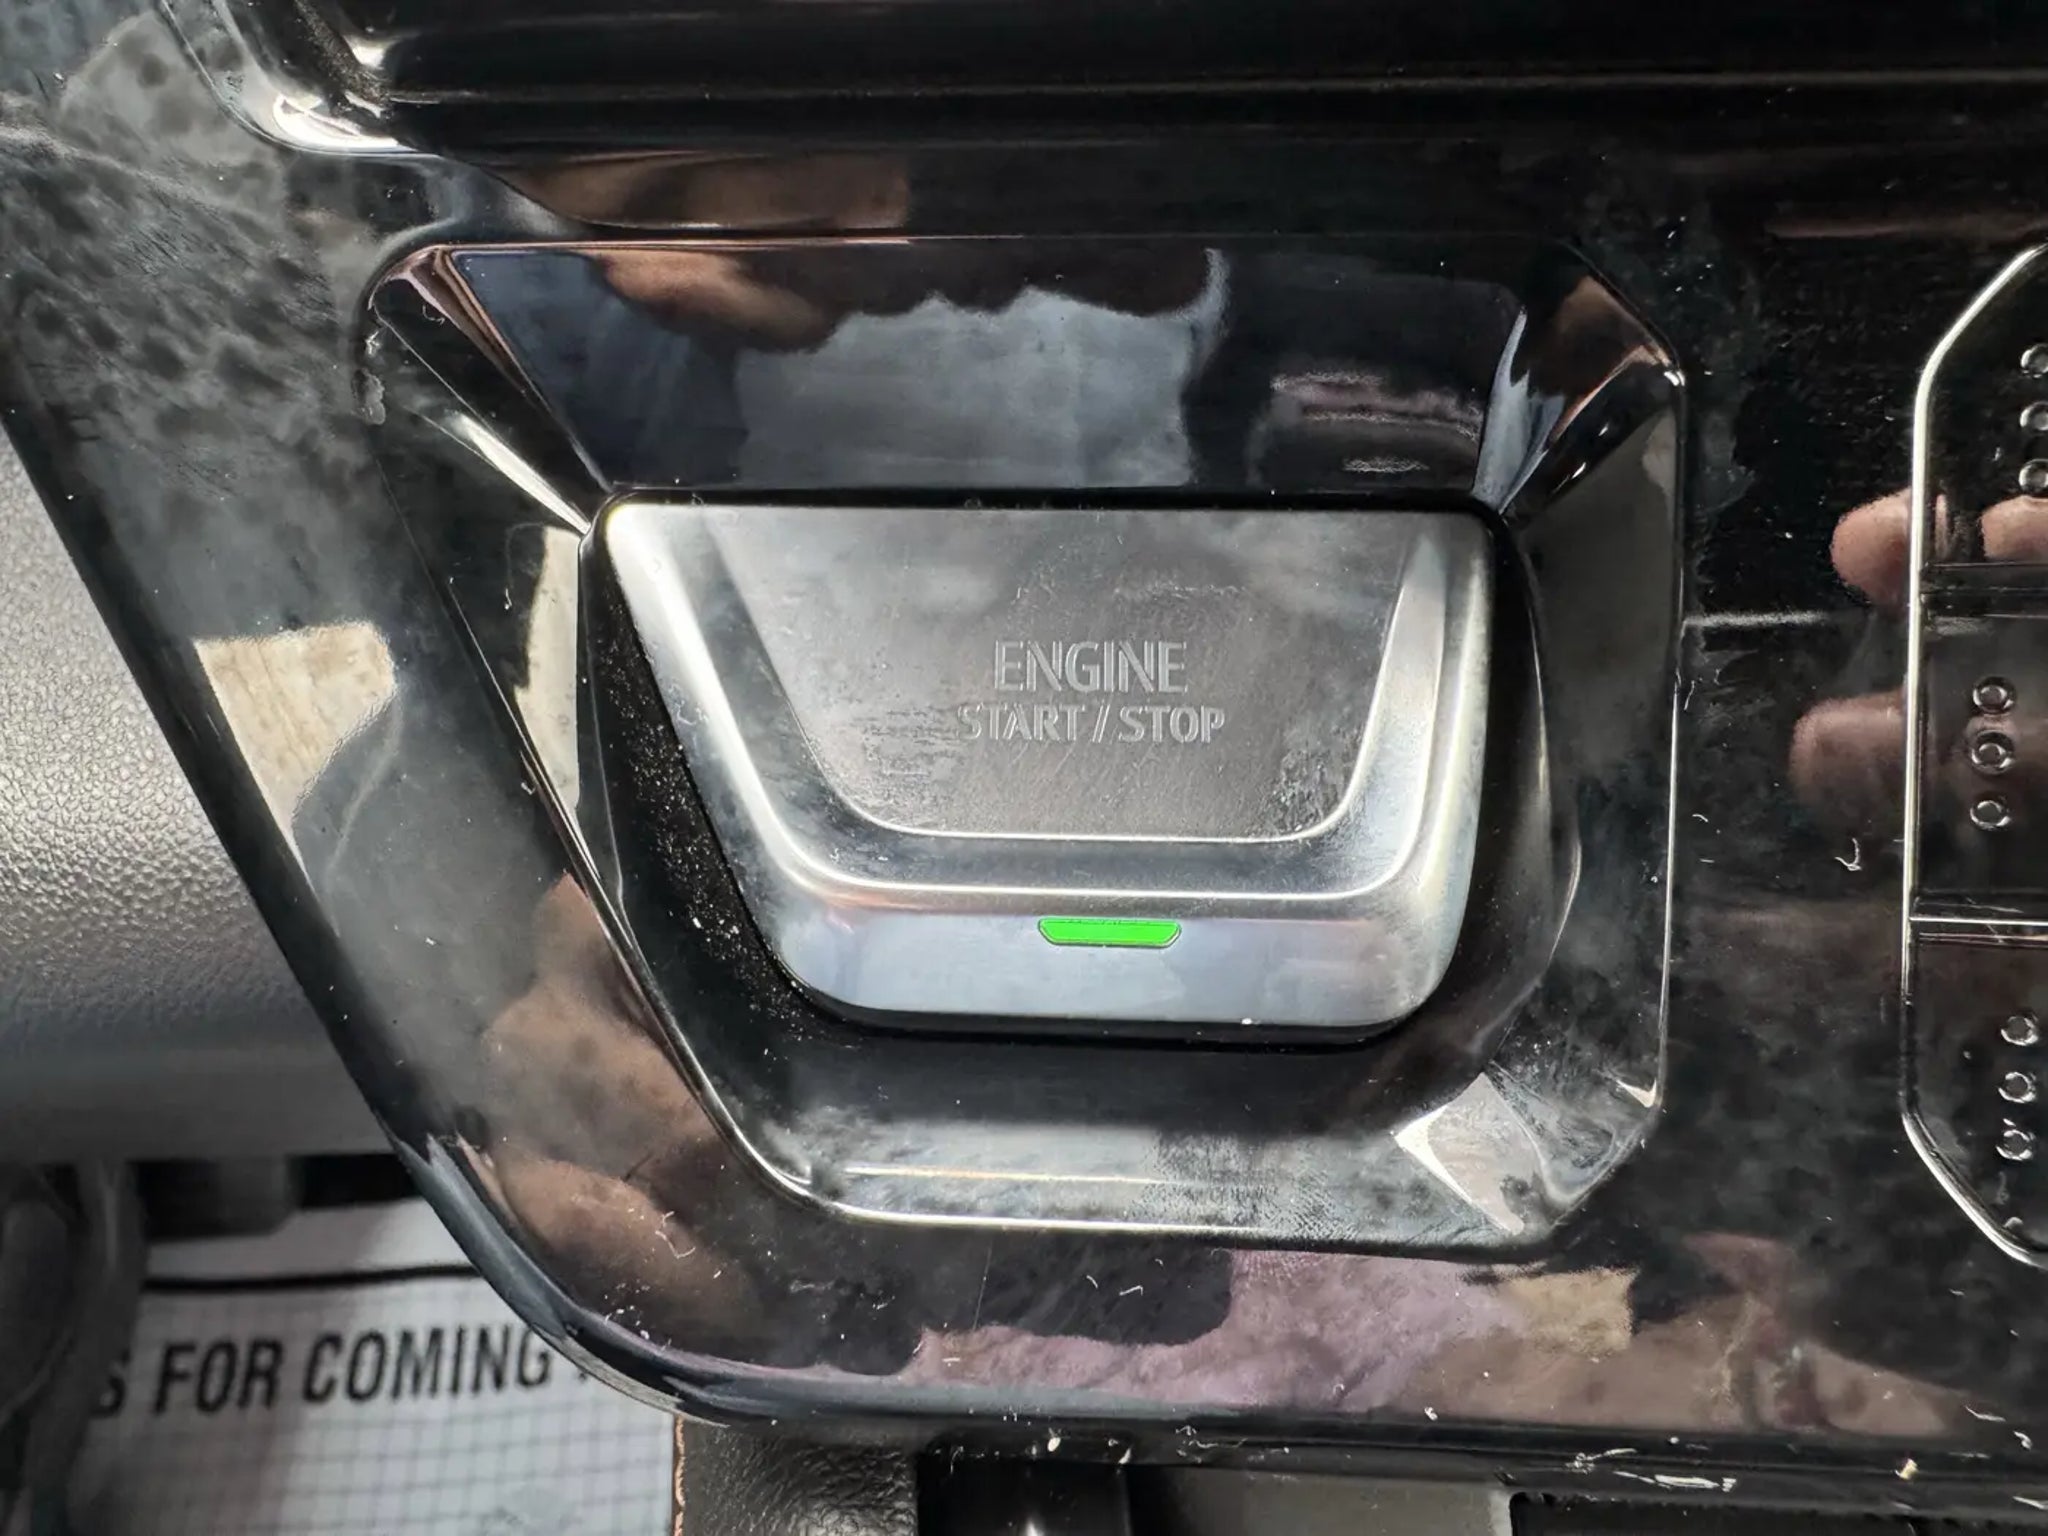 ENGINE
START / STOP
FOR COMING